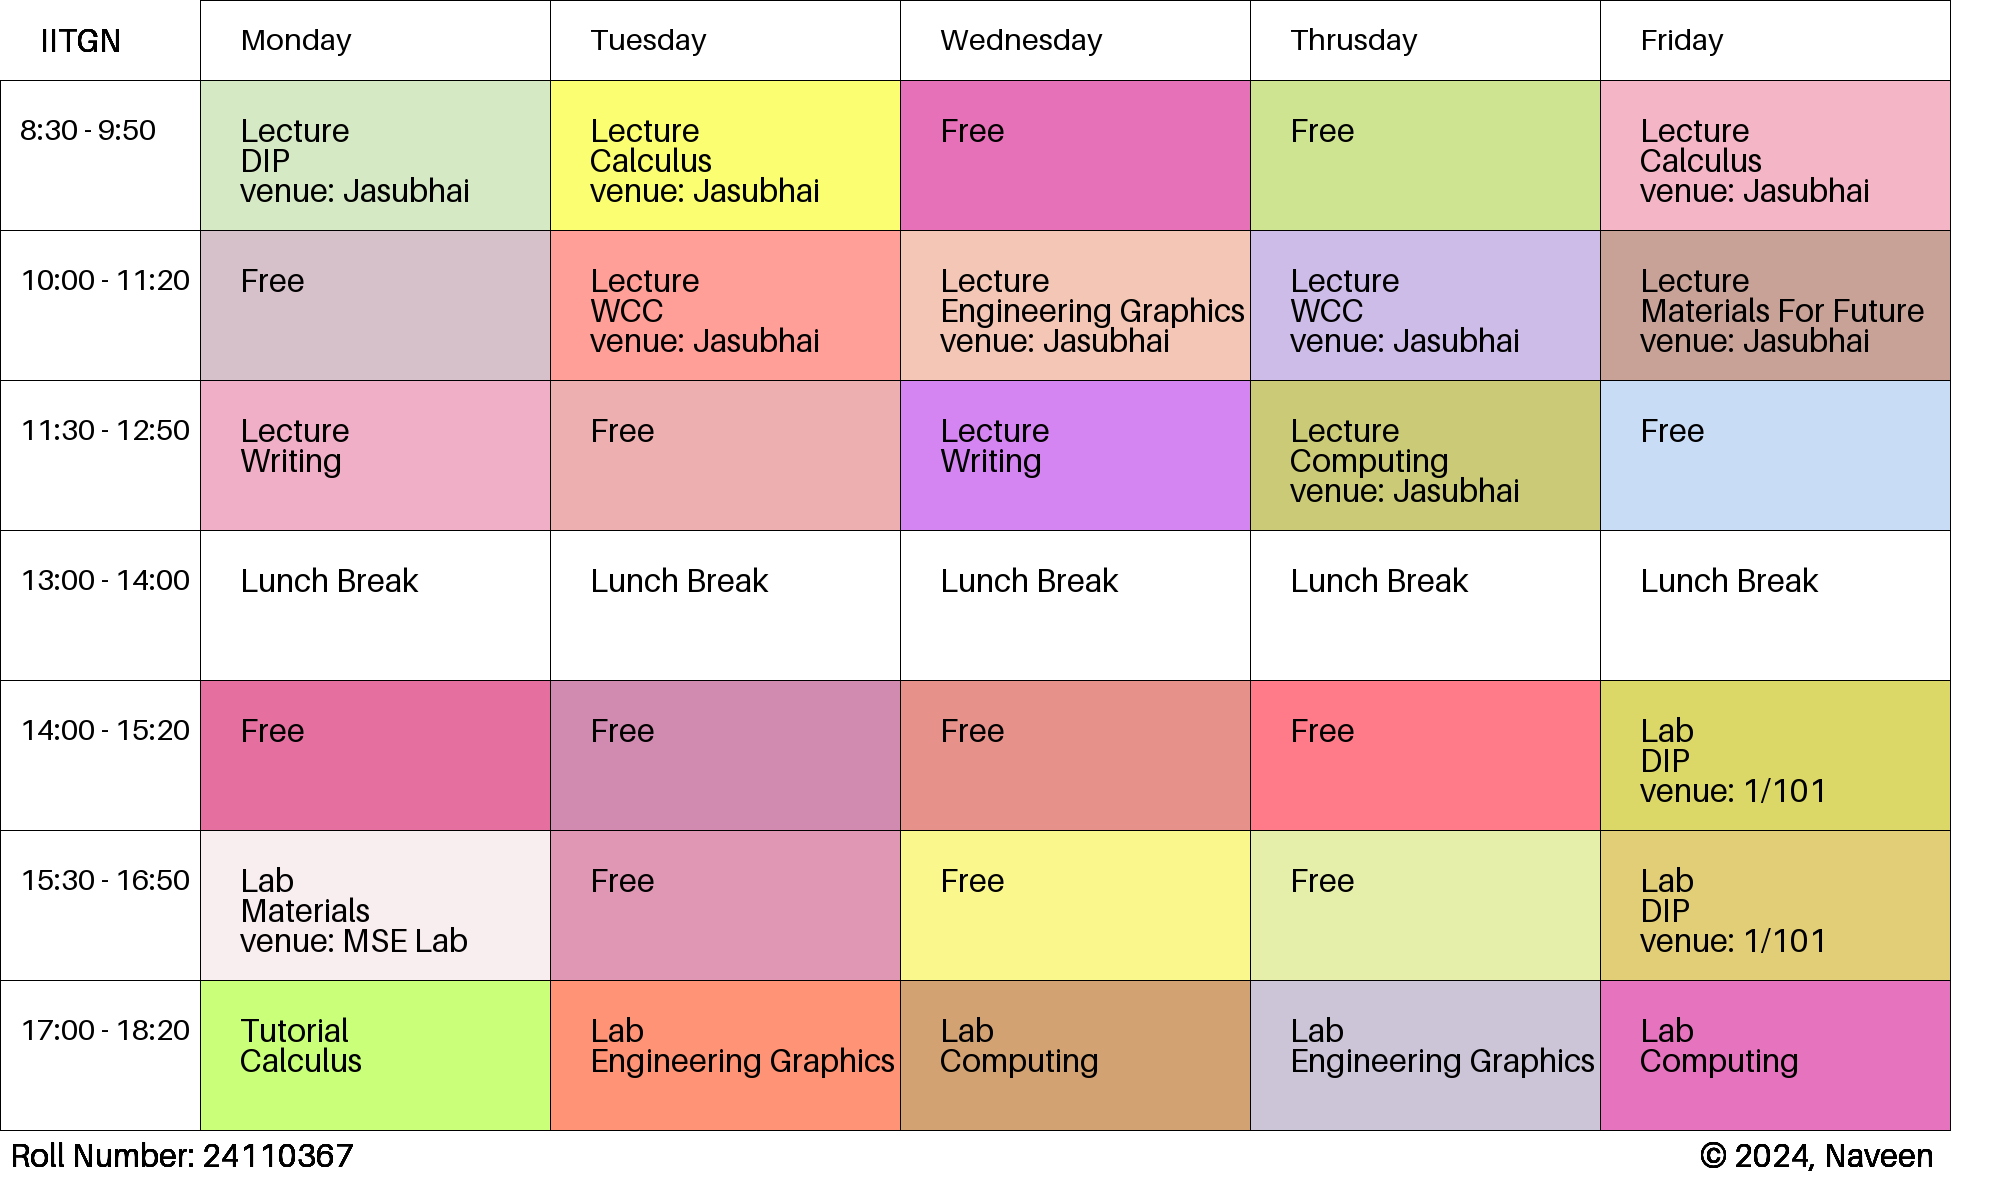 IITGN Monday Tuesday Wednesday Thrusday Friday
8:30 - 9:50
Lecture
DIP
venue: Jasubhai
Lecture
Calculus
venue: Jasubhai
Free
Free
Lecture
Calculus
venue: Jasubhai
10:00 - 11:20
Free
Lecture
WCC
venue: Jasubhai
Lecture
Engineering Graphics
venue: Jasubhai
Lecture
WCC
venue: Jasubhai
Lecture
Materials For Future
venue: Jasubhai
11:30 - 12:50
Lecture
Writing
Free
Lecture
Writing
Lecture
Computing
venue: Jasubhai
Free
13:00 - 14:00
Lunch Break
Lunch Break
Lunch Break
Lunch Break
Lunch Break
14:00 - 15:20
Free
Free
Free
Free
Lab
DIP
venue: 1/101
15:30 - 16:50
Lab
Materials
venue: MSE Lab
Free
Free
Free
Lab
DIP
venue: 1/101
17:00 - 18:20
Tutorial
Calculus
Lab
Engineering Graphics
Lab
Computing
Lab
Engineering Graphics
Lab
Computing
Roll Number: 24110367
© 2024, Naveen